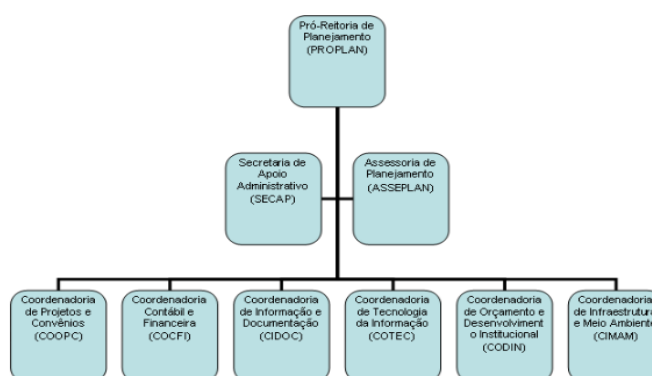 Pró-Reitoria de
Planejamento
(PROPLAN)
Secretaria de
Apoio
Administrativo
(SECAP)
Assessoria de
Planejamento
(ASSEPLAN)
Coordenadoria
de Projetos e
Convênios
(COOPC)
Coordenadoria
Contábil e
Financeira
(COCFI)
Coordenadoria
de Informação e
Documentação
(CIDOC)
Coordenadoria
de Tecnologia
da Informação
(COTEC)
Coordenadoria
de Orçamento e
Desenvolviment
o Institucional
(CODIN)
Coordenadoria
de Infraestrutura
e Meio Ambiente
(CIMAM)